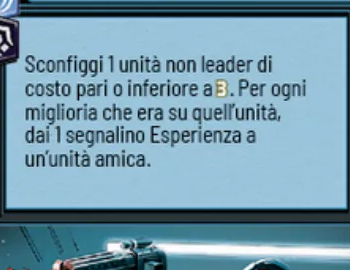 Sconfiggi 1 unità non leader di
costo pari o inferiore a 3. Per ogni
miglioria che era su quell'unità,
dai 1 segnalino Esperienza a
un'unità amica.